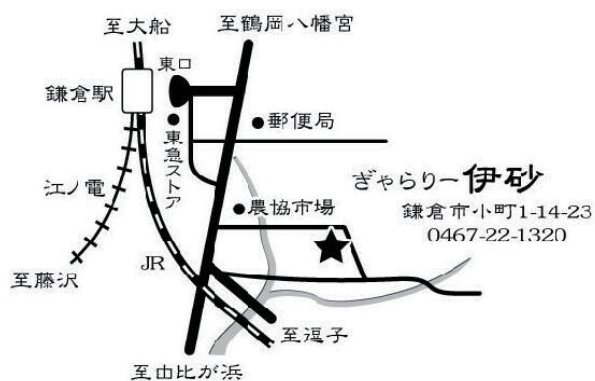 至大船
至鶴岡八幡宮
東口
鎌倉駅
東急ストア
郵便局
江ノ電
ぎゃらりー伊砂
鎌倉市小町1-14-23
0467-22-1320
農協市場
JR
至藤沢
至逗子
至由比が浜